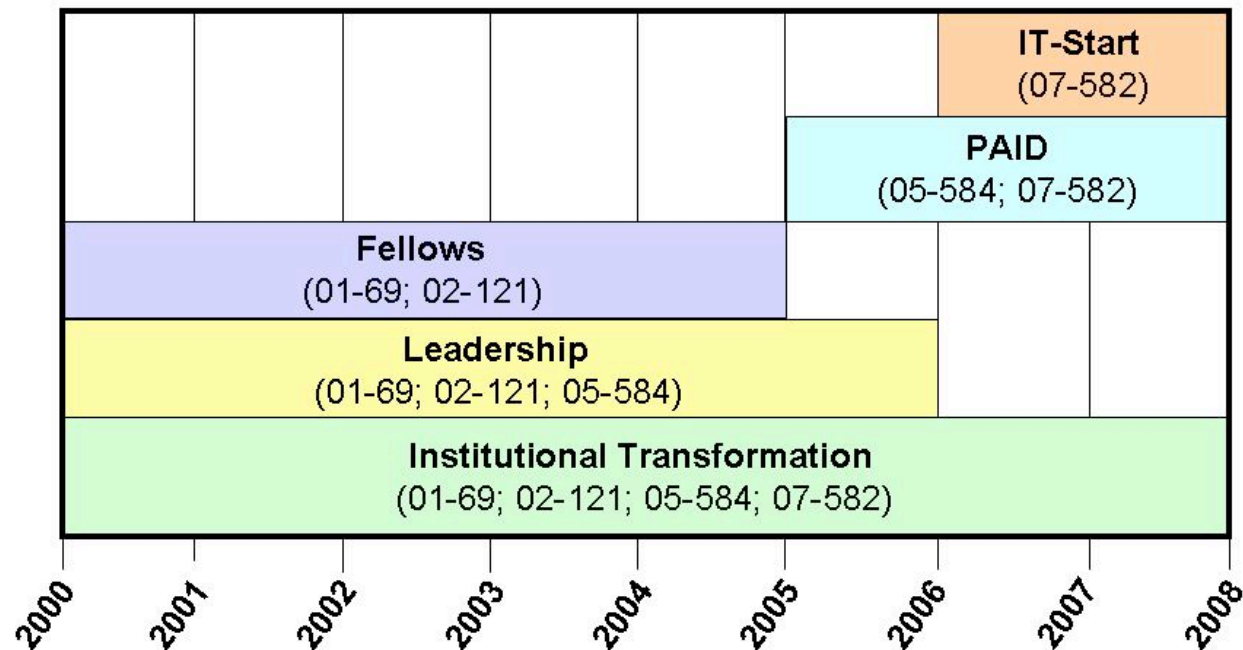 IT-Start
(07-582)
PAID
(05-584; 07-582)
Fellows
(01-69; 02-121)
Leadership
(01-69; 02-121; 05-584)
Institutional Transformation
(01-69; 02-121; 05-584; 07-582)
2000
2001
2002
2003
2004
2005
2006
2007
2008